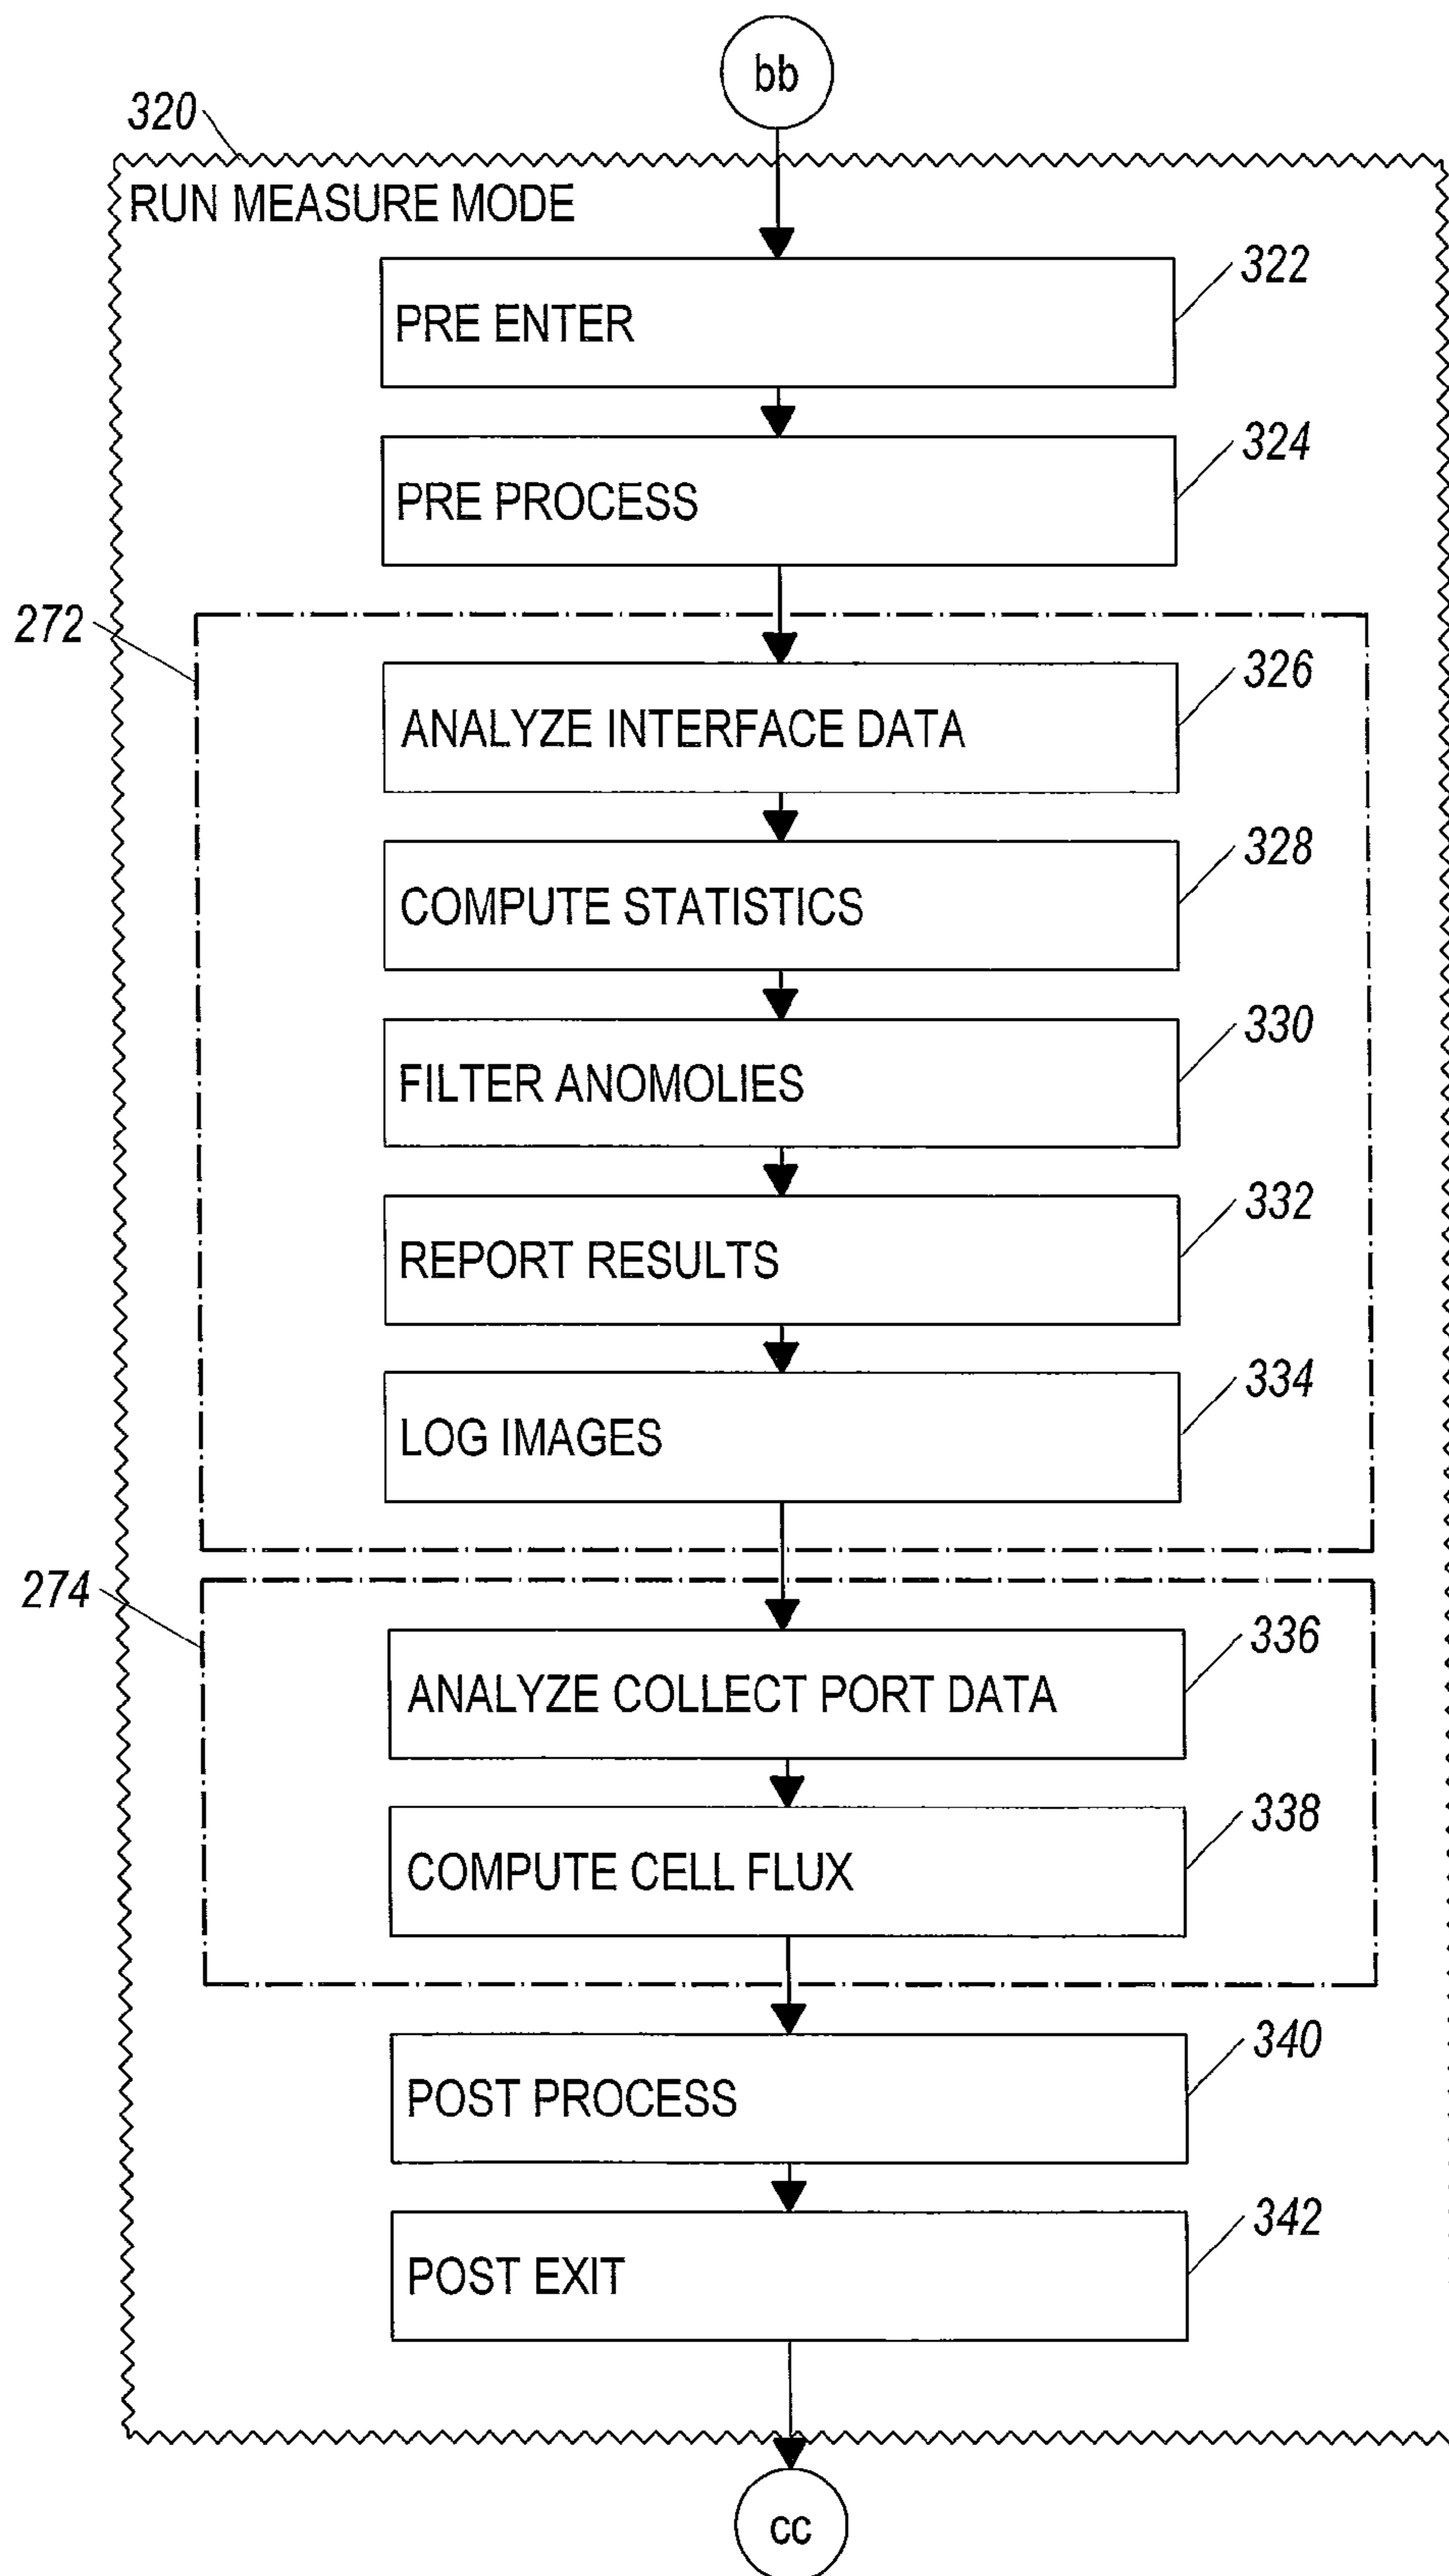 bb
320
RUN MEASURE MODE
322
PRE ENTER
324
PRE PROCESS
272
326
ANALYZE INTERFACE DATA
328
COMPUTE STATISTICS
330
FILTER ANOMOLIES
332
REPORT RESULTS
334
LOG IMAGES
274
336
ANALYZE COLLECT PORT DATA
338
COMPUTE CELL FLUX
340
POST PROCESS
342
POST EXIT
cc